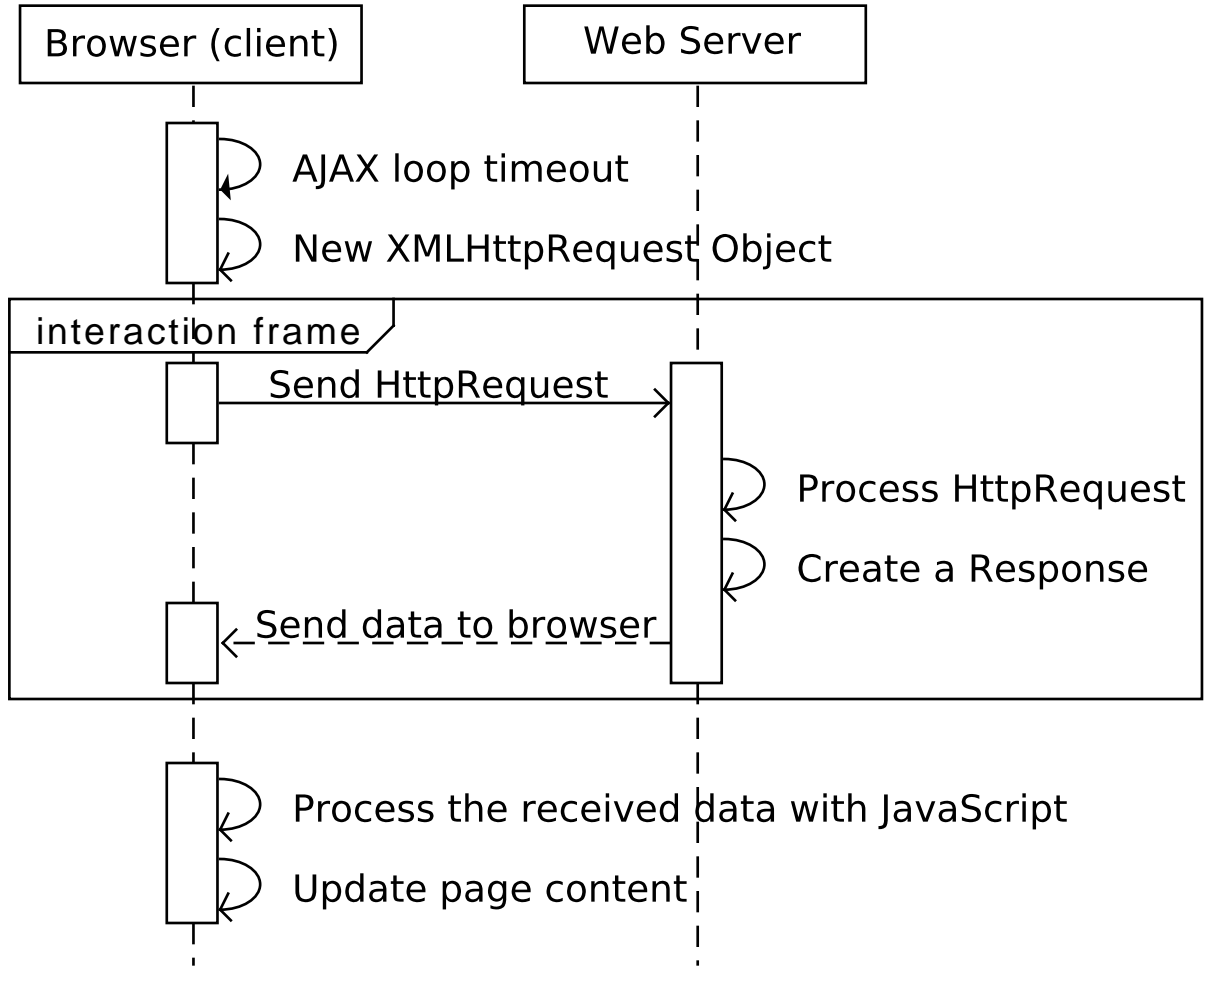 Browser (client)
Web Server
AJAX loop timeout
New XMLHttpRequest Object
interaction frame
Send HttpRequest
Process HttpRequest
Create a Response
Send data to browser
Process the received data with JavaScript
Update page content